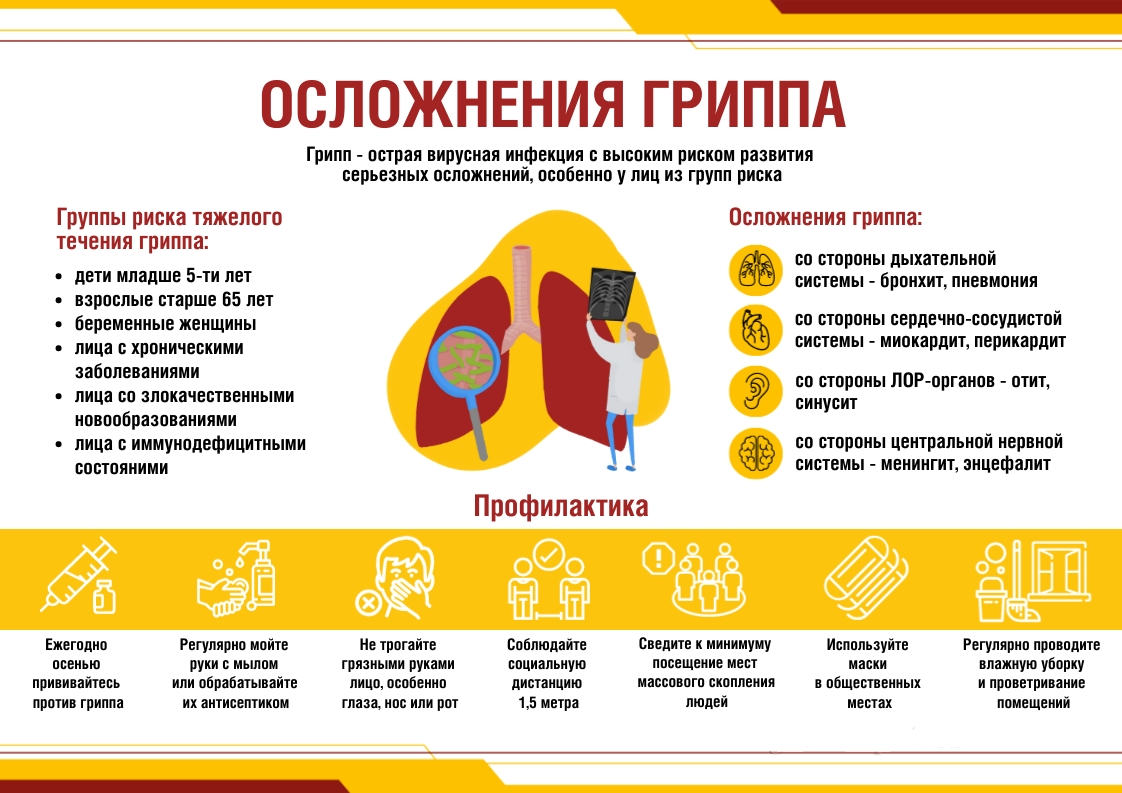 ОСЛОЖНЕНИЯ ГРИППА
Грипп - острая вирусная инфекция с высоким риском развития
серьезных осложнений, особенно у лиц из групп риска
Группы риска тяжелого
течения гриппа:
• дети младше 5-ти лет
• взрослые старше 65 лет
• беременные женщины
• лица с хроническими
заболеваниями
• лица со злокачественными
новообразованиями
• лица с иммунодефицитными
состояними
Осложнения гриппа:
со стороны дыхательной
системы - бронхит, пневмония
со стороны сердечно-сосудистой
системы - миокардит, перикардит
со стороны ЛОР-органов - отит,
синусит
со стороны центральной нервной
системы - менингит, энцефалит
Профилактика
Ежегодно
осенью
прививайтесь
против гриппа
Регулярно мойте
руки с мылом
или обрабатывайте
их антисептиком
Не трогайте
грязными руками
лицо, особенно
глаза, нос или рот
Соблюдайте
социальную
дистанцию
1,5 метра
Сведите к минимуму
посещение мест
массового скопления
людей
Используйте
маски
в общественных
местах
Регулярно проводите
влажную уборку
и проветривание
помещений